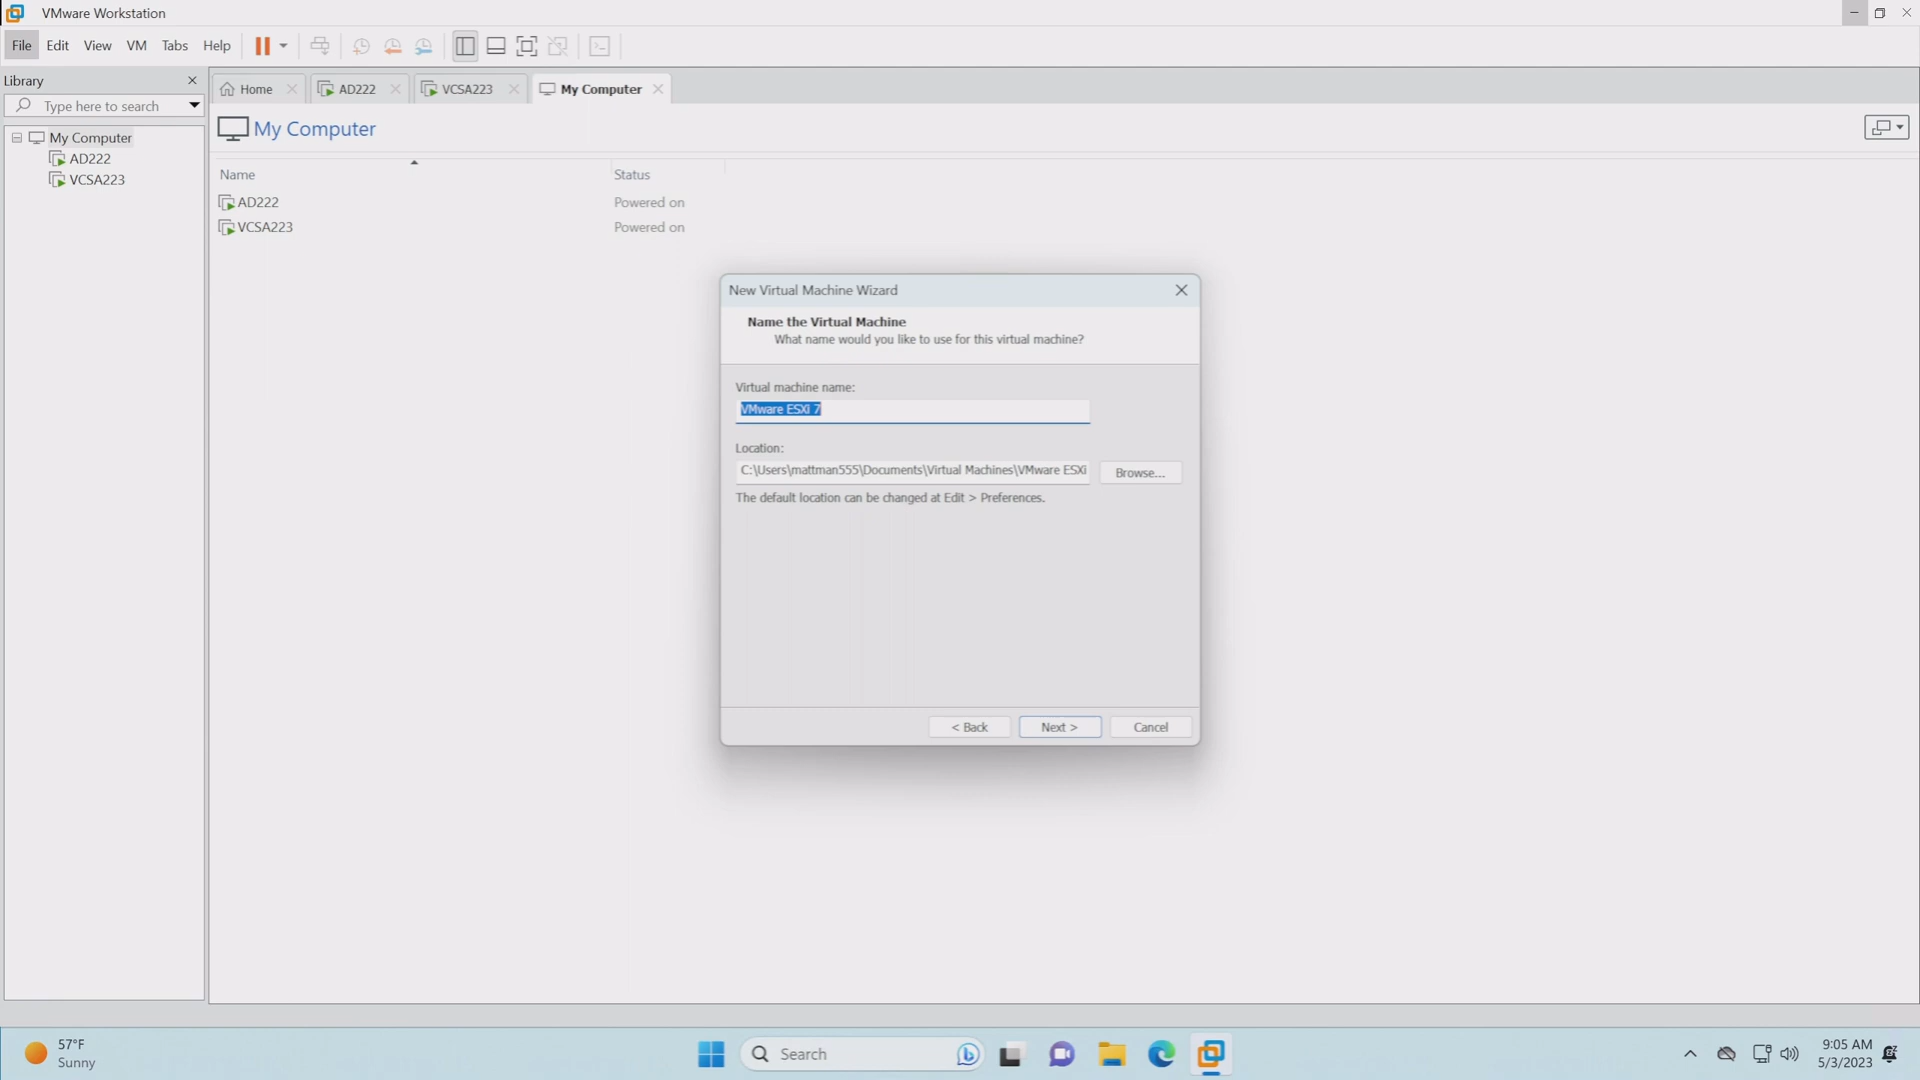 VMware Workstation
File Edit View VM Tabs Help
Library
Type here to search
My Computer
AD222
VCSA223
Home
AD222
VCSA223
My Computer
My Computer
Name Status
AD222 Powered on
VCSA223 Powered on
New Virtual Machine Wizard
Name the Virtual Machine
What name would you like to use for this virtual machine?
Virtual machine name:
VMware ESXi 7
Location:
C:\Users\mattman555\Documents\Virtual Machines\VMware ESXi
Browse...
The default location can be changed at Edit > Preferences.
< Back Next > Cancel
57°F
Sunny
Search
9:05 AM
5/3/2023